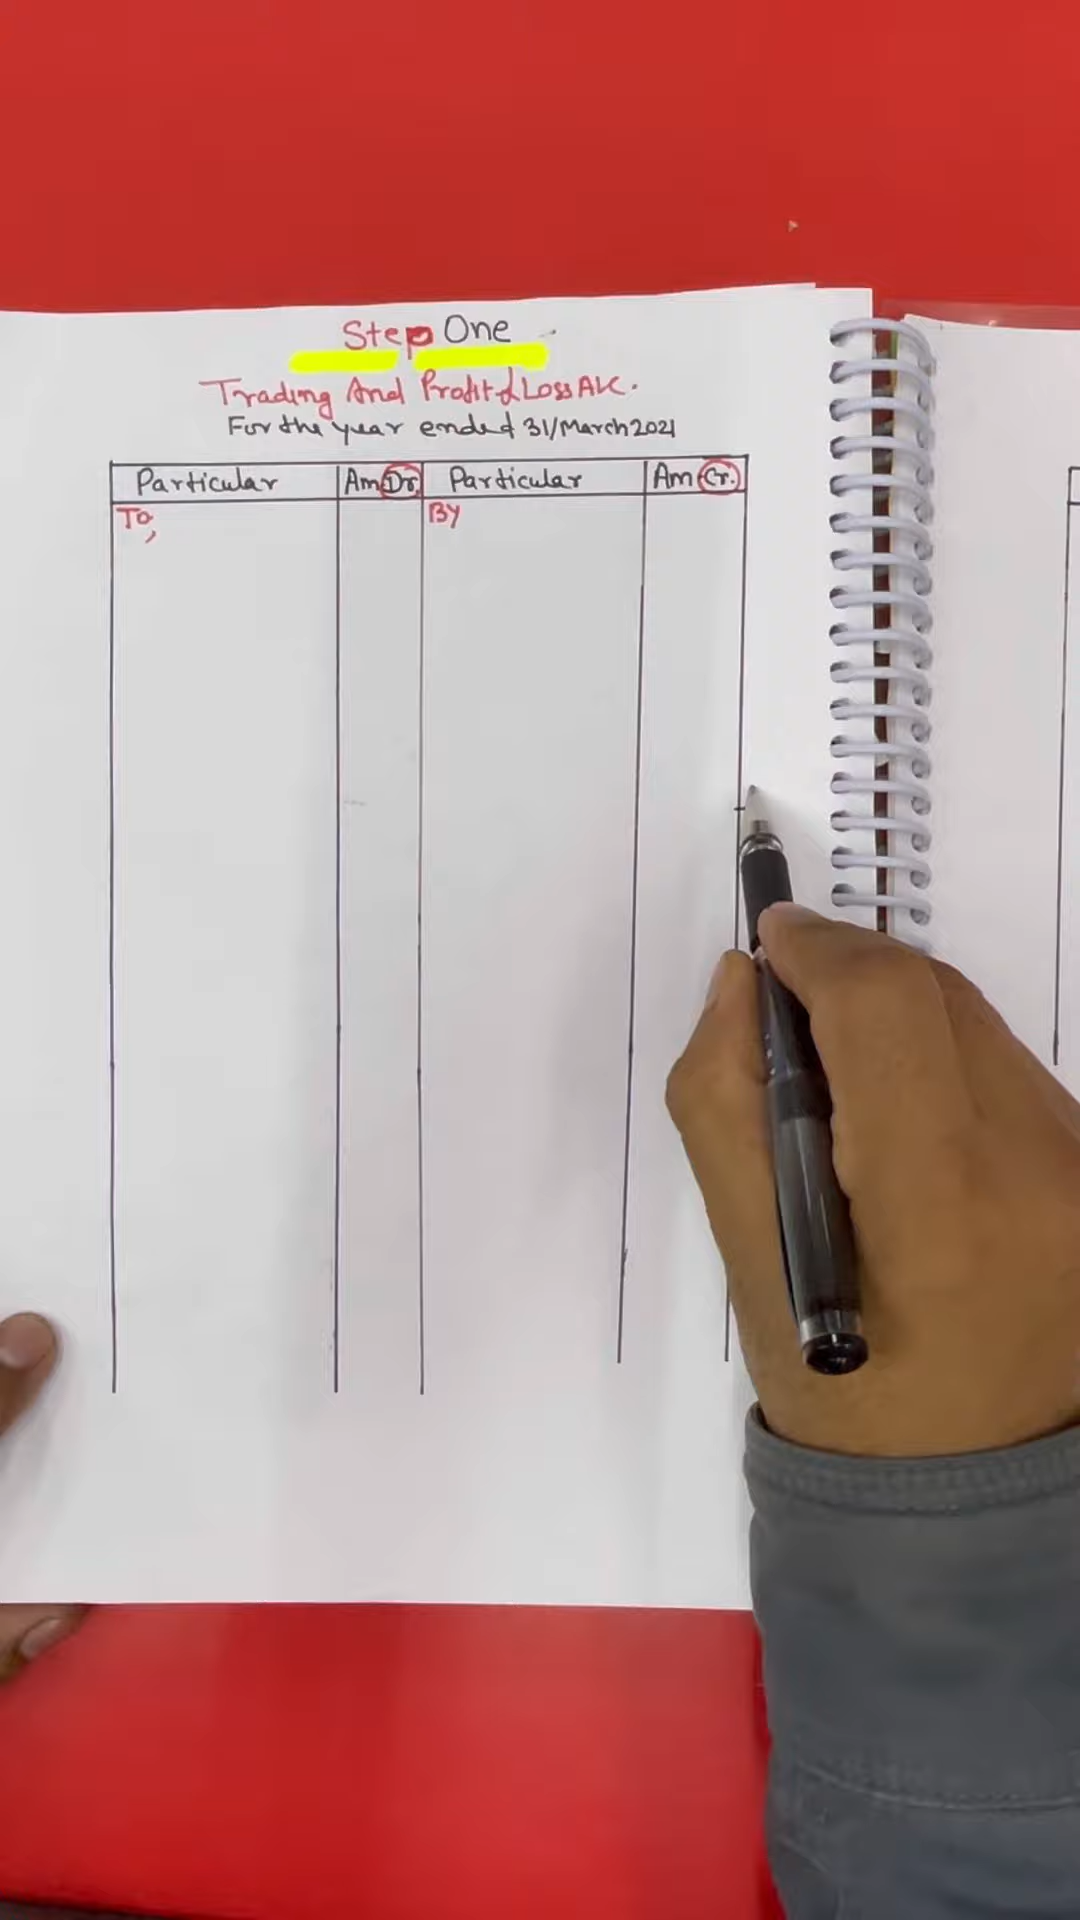 Step One
Trading And Profit & Loss A/c.
For the year ended 31/March 2021
Particular Am Dr. Particular Am Cr.
To, By